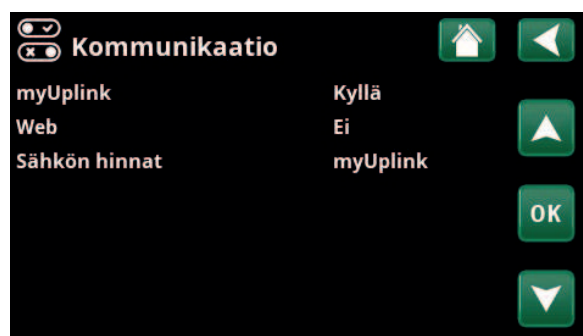 Kommunikaatio
myUplink Kyllä
Web Ei
Sähkön hinnat myUplink
OK